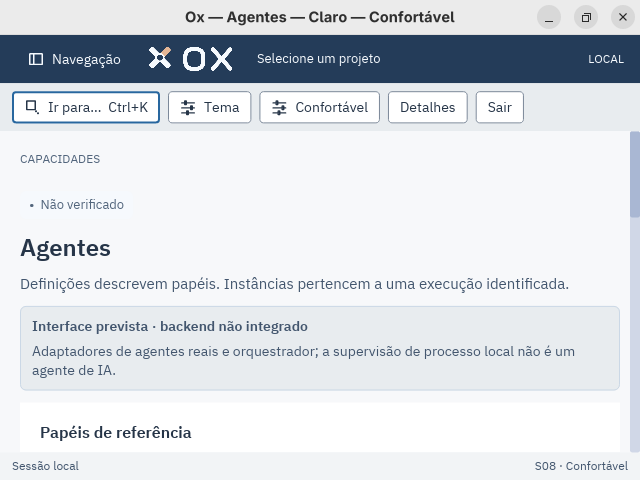 Ox — Agentes — Claro — Confortável
Navegação
OX
Selecione um projeto
LOCAL
Ir para... Ctrl+K
Tema
Confortável
Detalhes
Sair
CAPACIDADES
• Não verificado
Agentes
Definições descrevem papéis. Instâncias pertencem a uma execução identificada.
Interface prevista · backend não integrado
Adaptadores de agentes reais e orquestrador; a supervisão de processo local não é um
agente de IA.
Papéis de referência
Sessão local
S08 · Confortável